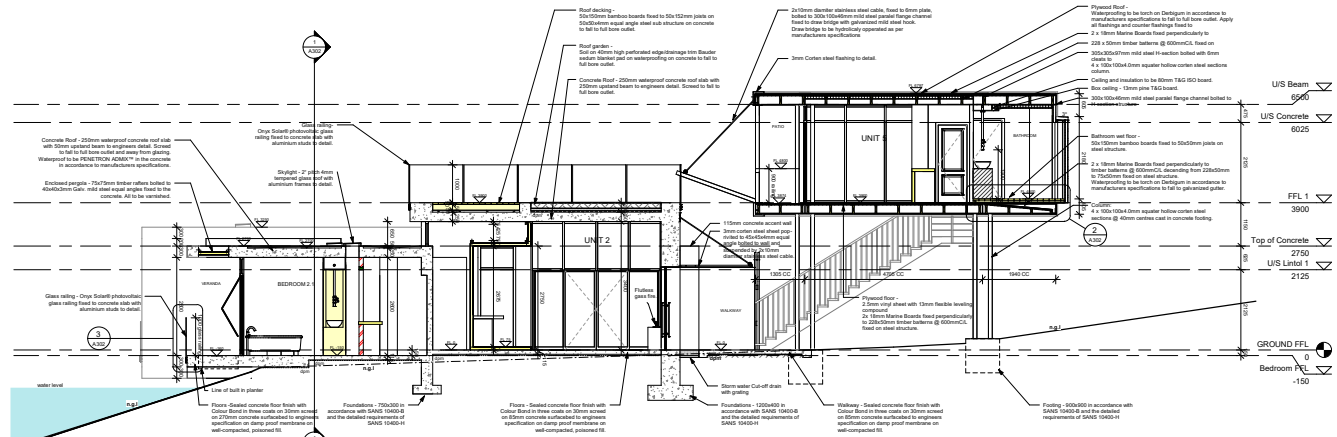 Roof decking -
50x150mm bamboo boards fixed to 50x152mm joists on
50x50x4mm equal angle steel sub structure on concrete
to fall to full bore outlet.
Roof garden -
Soil on 40mm high perforated edge/drainage trim Bauder
sedum blanket pad on waterproofing on concrete to fall to
full bore outlet.
Concrete Roof - 250mm waterproof concrete roof slab with
250mm upstand beam to engineers detail. Screed to fall to
full bore outlet.
2x10mm diamiter stainless steel cable, fixed to 6mm plate,
bolted to 300x100x46mm mild steel paralel flange channel
fixed to draw bridge with galvanized mild steel hook.
Draw bridge to be hydrolicaly opperated as per
manufacturers specifications
3mm Corten steel flashing to detail.
Plywood Roof -
Waterproofing to be torch on Derbigum in accordance to
manufacturers specifications to fall to full bore outlet. Apply
all flashings and counter flashings fixed to
2 x 18mm Marine Boards fixed perpendicularly to
228 x 50mm timber battens @ 600mmC/L fixed on
305x305x97mm mild steel H-section bolted with 6mm
cleats to
4 x 100x100x4.0mm equater hollow corten steel sections
column.
Ceiling and insulation to be 80mm T&G ISO board.
Box ceiling - 13mm pine T&G board.
300x100x46mm mild steel parallel flange channel bolted to
H-section structure
Bathroom wet floor -
50x150mm bamboo boards fixed to 50x50mm joists on
steel structure.
2 x 18mm Marine Boards fixed perpendicularly to
timber battens @ 600mmC/L decending from 228x50mm
to 75x50mm fixed on steel structure.
Waterproofing to be torch on Derbigum in accordance to
manufacturers specifications to fall to galvanized gutter.
Column:
4 x 100x100x4.0mm equater hollow corten steel
sections @ 40mm centres cast in concrete footing.
U/S Beam
6500
U/S Concrete
6025
FFL 1
3900
Top of Concrete
2750
U/S Lintol 1
2125
GROUND FFL
0
Bedroom FFL
-150
1
A302
2
A302
3
A302
Glass railing-
Onyx Solar® photovoltaic glass
railing fixed to concrete slab with
aluminium studs to detail.
Concrete Roof - 250mm waterproof concrete roof slab
with 50mm upstand beam to engineers detail. Screed
to fall to full bore outlet and away from glazing.
Waterproof to be PENETRON ADMIX™ in the concrete
in accordance to manufacturers specifications.
Skylight - 2° pitch 4mm
tempered glass roof with
aluminium frames to detail.
Enclosed pergola - 75x75mm timber rafters bolted to
40x40x3mm Galv. mild steel equal angles fixed to the
concrete. All to be varnished.
Glass railing - Onyx Solar® photovoltaic
glass railing fixed to concrete slab with
aluminium studs to detail.
VERANDA
BEDROOM 2.1
UNIT 2
UNIT 5
PATIO
BATHROOM
WALKWAY
Flutless
gass fire.
115mm concrete accent wall
3mm corten steel sheet pop-
rivited to 45x45x4mm equal
angle bolted to wall and
suspended by 2x10mm
diamiter stainless steel cable.
1305 CC
4705 CC
1940 CC
Plywood floor -
2.5mm vinyl sheet with 13mm flexible leveling
compound
2x 18mm Marine Boards fixed perpendicularly
to 228x50mm timber battens @ 600mmC/L
fixed on steel structure.
water level
n.g.l
n.g.l
n.g.l
dpm
dpm
Line of built in planter
Floors -Sealed concrete floor finish with
Colour Bond in three coats on 30mm screed
on 270mm concrete surfaced to engineers
specification on damp proof membrane on
well-compacted, poisoned fill.
Foundations - 750x300 in
accordance with SANS 10400-B
and the detailed requirements of
SANS 10400-H
Floors - Sealed concrete floor finish with
Colour Bond in three coats on 30mm screed on
85mm concrete surfaced to engineers
specification on damp proof membrane on
well-compacted, poisoned fill.
Storm water Cut-off drain
with grating
Foundations - 1200x400 in
accordance with SANS 10400-B
and the detailed requirements of
SANS 10400-H
Walkway - Sealed concrete floor finish with
Colour Bond in three coats on 30mm screed
on 85mm concrete surfaced to engineers
specification on damp proof membrane on
well-compacted, poisoned fill.
Footing - 900x900 in accordance with
SANS 10400-B and the detailed
requirements of SANS 10400-H